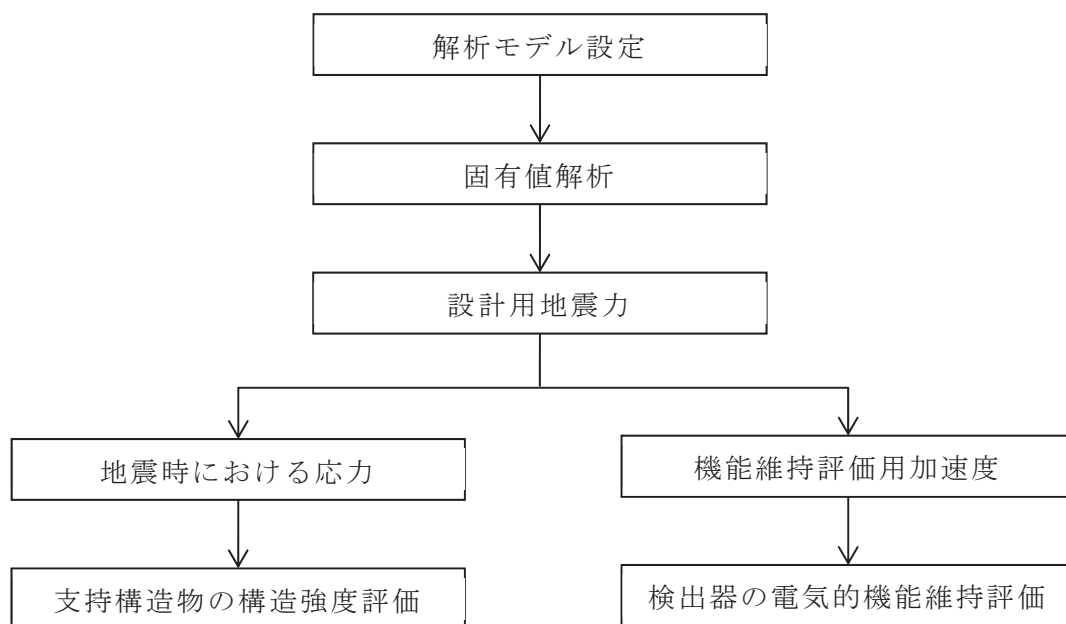 解析モデル設定
固有値解析
設計用地震力
地震時における応力
機能維持評価用加速度
支持構造物の構造強度評価
検出器の電気的機能維持評価